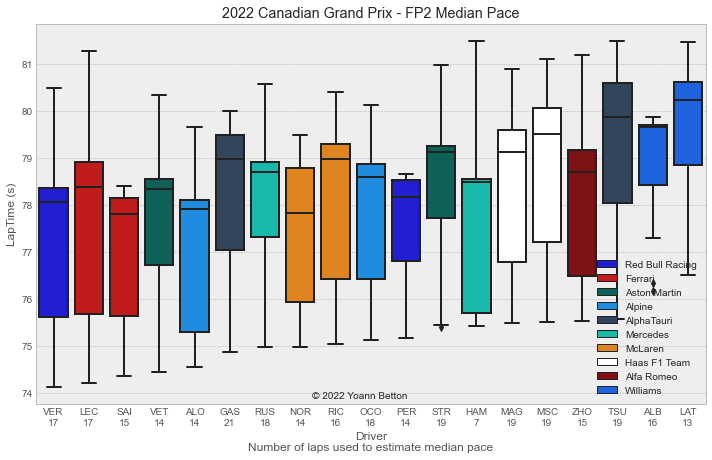 2022 Canadian Grand Prix - FP2 Median Pace
LapTime (s)
81
80
79
78
77
76
75
74
Red Bull Racing
Ferrari
Aston Martin
Alpine
AlphaTauri
Mercedes
McLaren
Haas F1 Team
Alfa Romeo
Williams
© 2022 Yoann Betton
VER LEC SAI VET ALO GAS RUS NOR RIC OCO PER STR HAM MAG MSC ZHO TSU ALB LAT
17 17 15 14 14 21 18 14 16 18 14 19 7 19 19 15 19 16 13
Driver
Number of laps used to estimate median pace